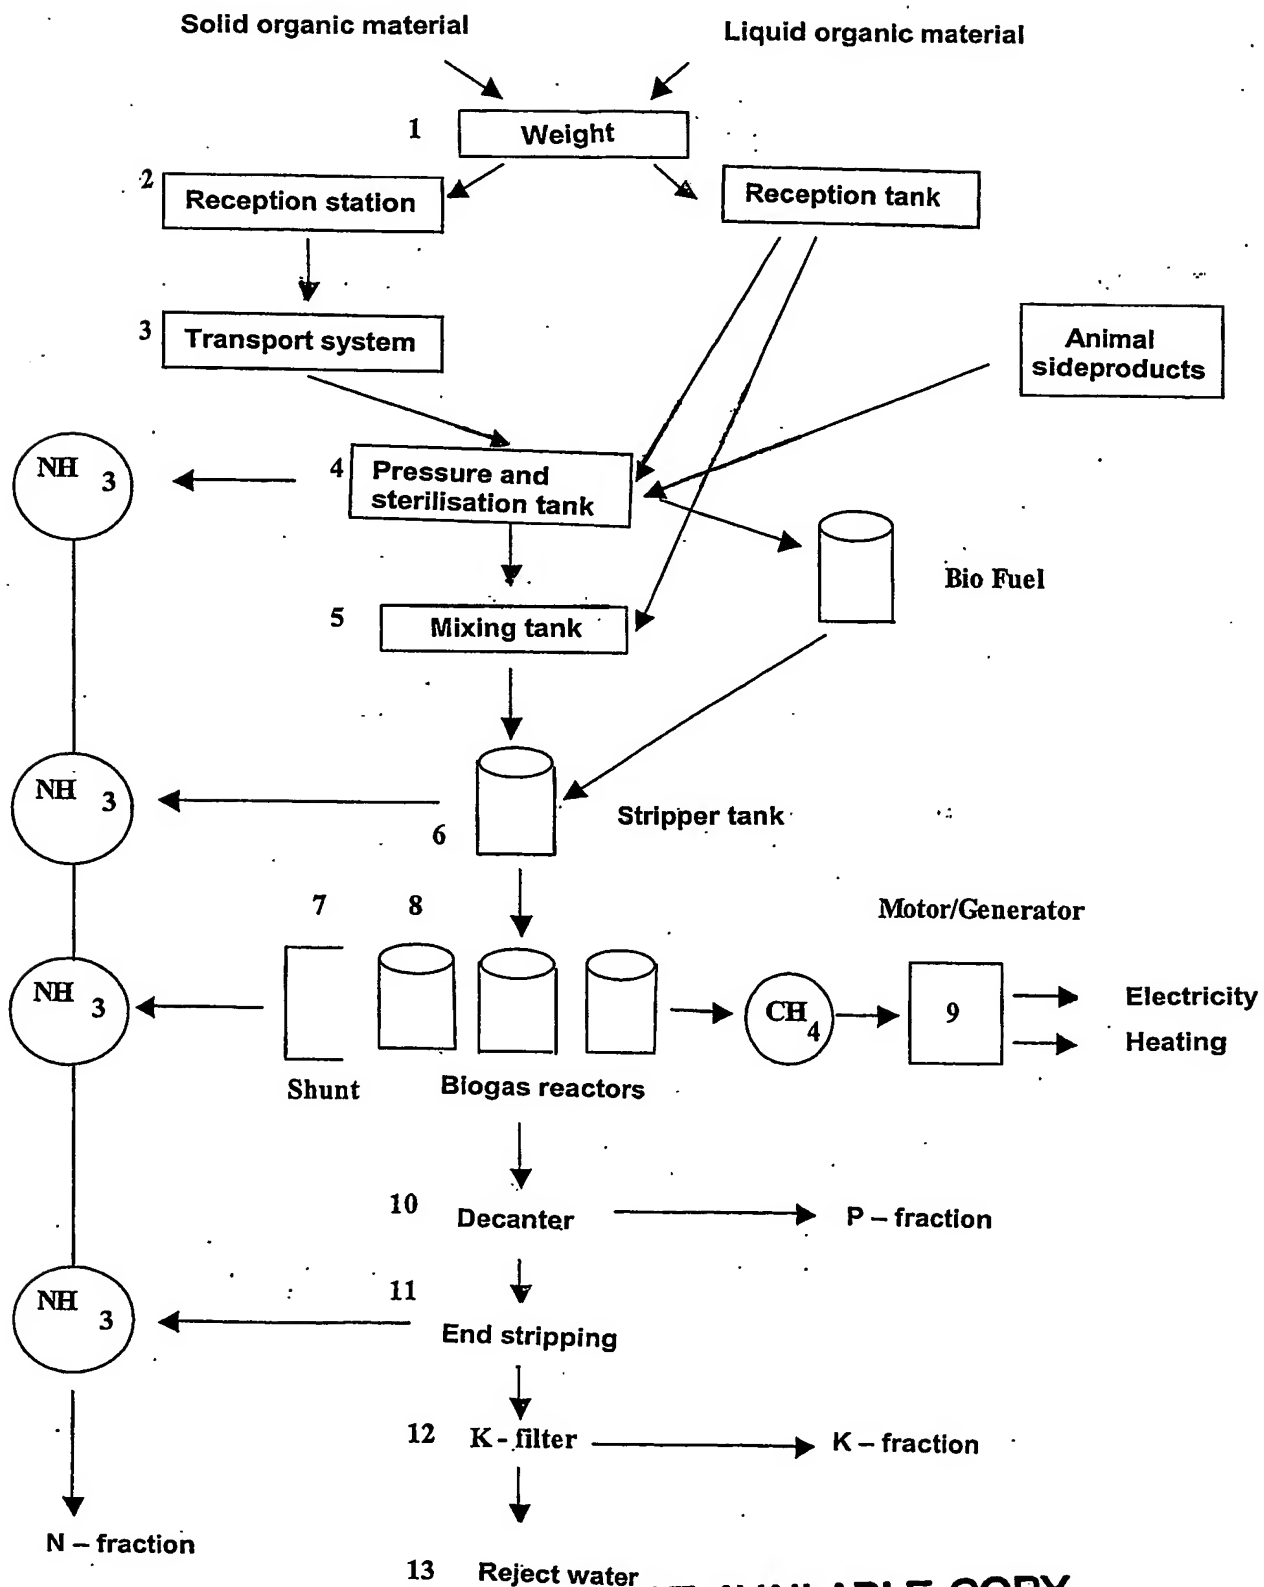 Solid organic material
Liquid organic material
1
Weight
2
Reception station
Reception tank
3
Transport system
Animal
sideproducts
NH 3
4
Pressure and
sterilisation tank
Bio Fuel
5
Mixing tank
NH 3
6
Stripper tank
7
8
Motor/Generator
NH 3
CH4
9
Electricity
Heating
Shunt
Biogas reactors
10
Decanter
P – fraction
11
NH 3
End stripping
12
K - filter
K – fraction
N – fraction
13
Reject water
AVAILABLE COPY